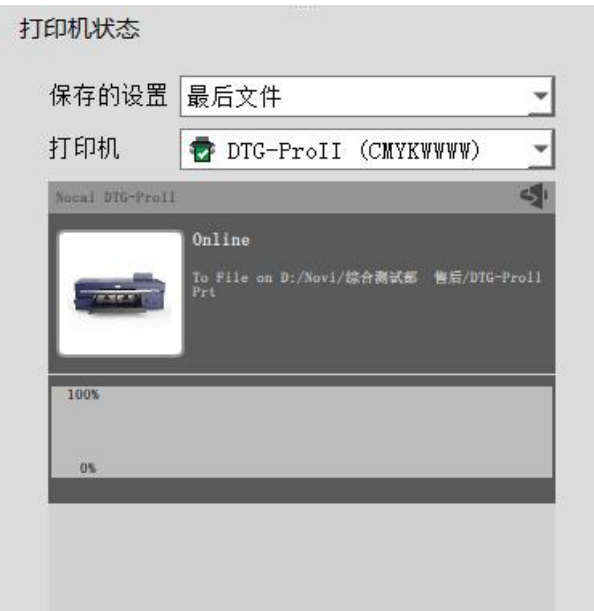 打印机状态
保存的设置 最后文件
打印机 DTG-ProII (CMYKWWWW)
Nocai DTG-ProII
Online
To File on D:/Novi/综合测试部 售后/DTG-ProII
Prt
100%
0%